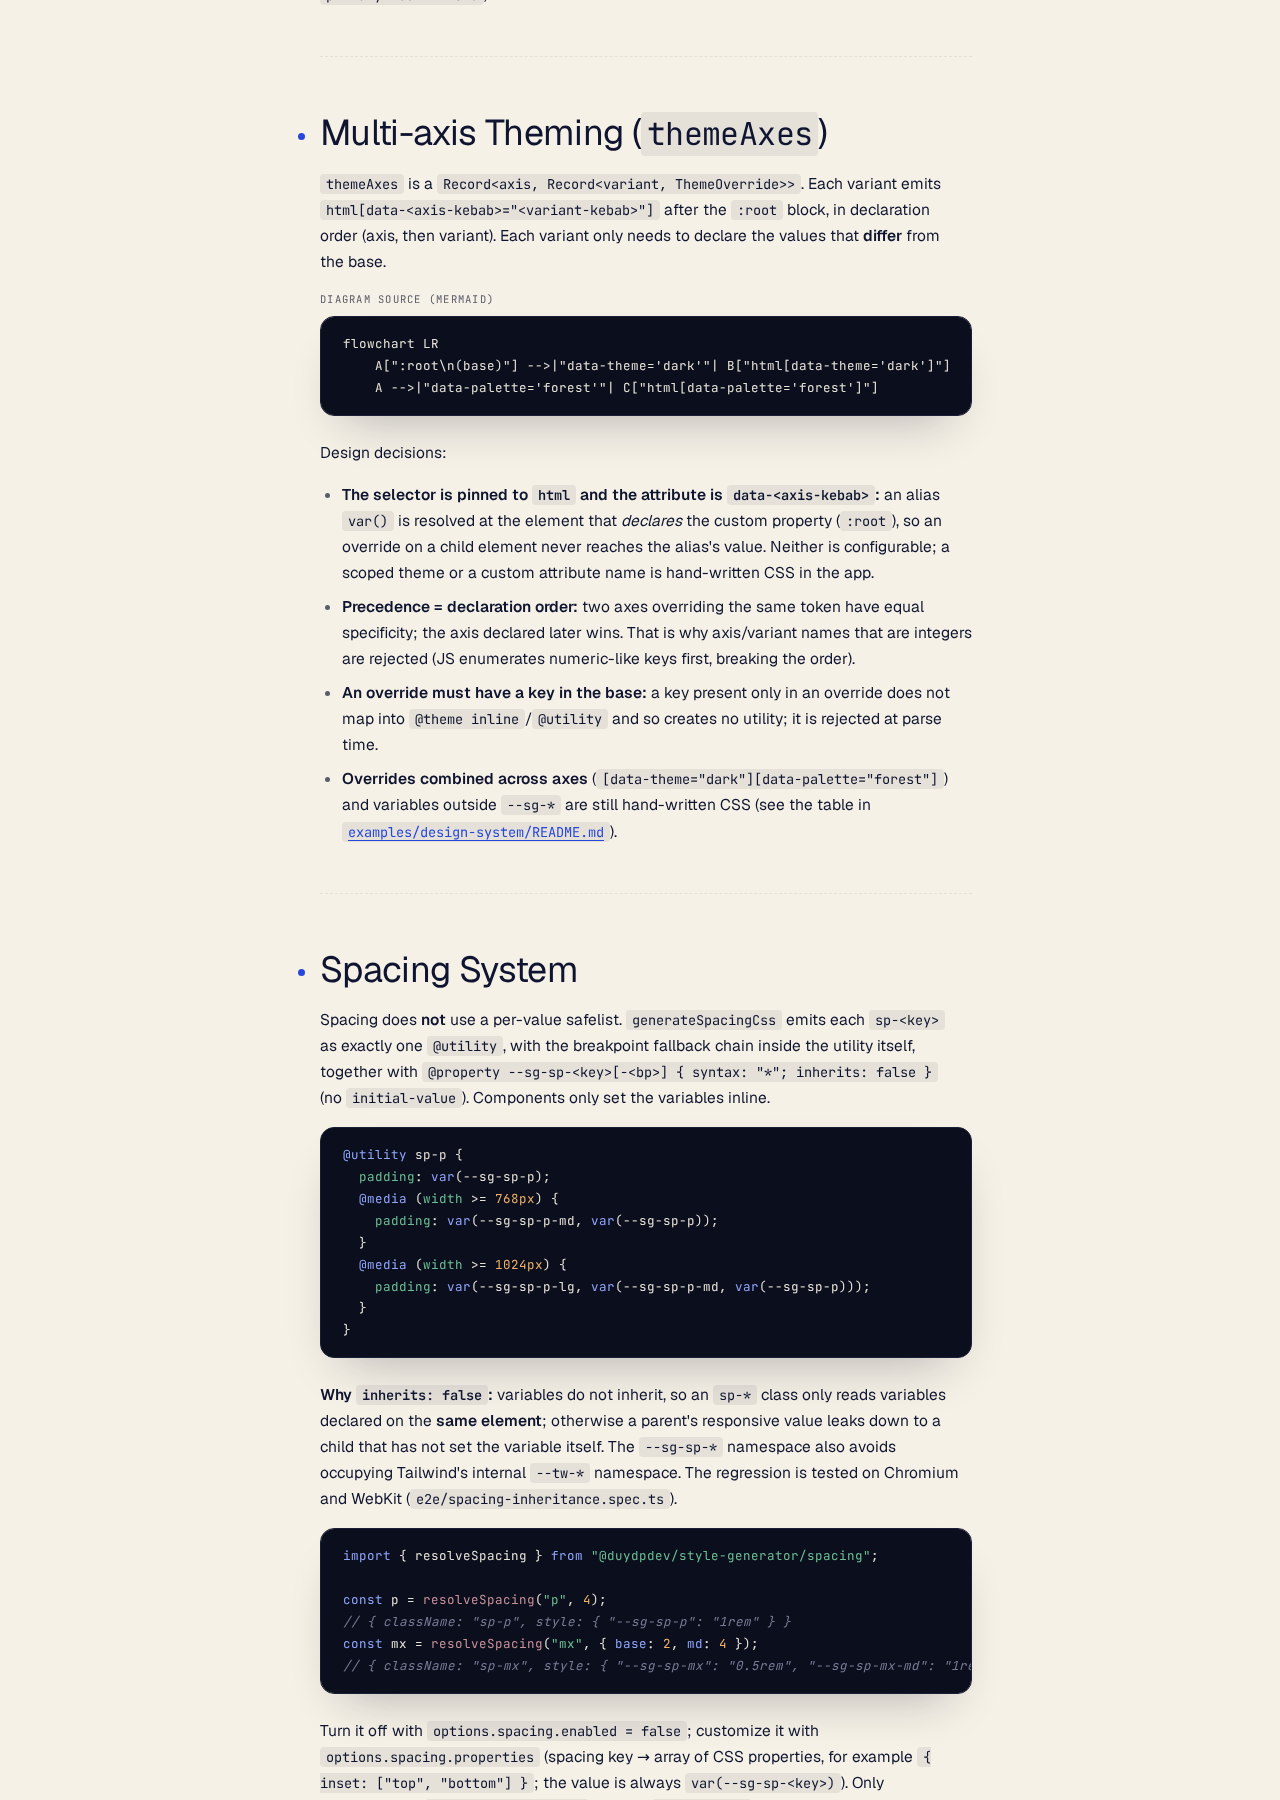 Multi-axis Theming (themeAxes)
themeAxes is a Record<axis, Record<variant, ThemeOverride>>. Each variant emits
html[data-<axis-kebab>="<variant-kebab>"] after the :root block, in declaration
order (axis, then variant). Each variant only needs to declare the values that differ from
the base.
DIAGRAM SOURCE (MERMAID)
flowchart LR
    A[":root\n(base)"] -->|"data-theme='dark'"| B["html[data-theme='dark']"]
    A -->|"data-palette='forest'"| C["html[data-palette='forest']"]
Design decisions:
• The selector is pinned to html and the attribute is data-<axis-kebab>: an alias
var() is resolved at the element that declares the custom property (:root), so an
override on a child element never reaches the alias's value. Neither is configurable; a
scoped theme or a custom attribute name is hand-written CSS in the app.
• Precedence = declaration order: two axes overriding the same token have equal
specificity; the axis declared later wins. That is why axis/variant names that are integers
are rejected (JS enumerates numeric-like keys first, breaking the order).
• An override must have a key in the base: a key present only in an override does not
map into @theme inline/@utility and so creates no utility; it is rejected at parse
time.
• Overrides combined across axes ([data-theme="dark"][data-palette="forest"])
and variables outside --sg-* are still hand-written CSS (see the table in
examples/design-system/README.md).
Spacing System
Spacing does not use a per-value safelist. generateSpacingCss emits each sp-<key>
as exactly one @utility, with the breakpoint fallback chain inside the utility itself,
together with @property --sg-sp-<key>[-<bp>] { syntax: "*"; inherits: false }
(no initial-value). Components only set the variables inline.
@utility sp-p {
  padding: var(--sg-sp-p);
  @media (width >= 768px) {
    padding: var(--sg-sp-p-md, var(--sg-sp-p));
  }
  @media (width >= 1024px) {
    padding: var(--sg-sp-p-lg, var(--sg-sp-p-md, var(--sg-sp-p)));
  }
}
Why inherits: false: variables do not inherit, so an sp-* class only reads variables
declared on the same element; otherwise a parent's responsive value leaks down to a
child that has not set the variable itself. The --sg-sp-* namespace also avoids
occupying Tailwind's internal --tw-* namespace. The regression is tested on Chromium
and WebKit (e2e/spacing-inheritance.spec.ts).
import { resolveSpacing } from "@duydpdev/style-generator/spacing";
const p = resolveSpacing("p", 4);
// { className: "sp-p", style: { "--sg-sp-p": "1rem" } }
const mx = resolveSpacing("mx", { base: 2, md: 4 });
// { className: "sp-mx", style: { "--sg-sp-mx": "0.5rem", "--sg-sp-mx-md": "1re
Turn it off with options.spacing.enabled = false; customize it with
options.spacing.properties (spacing key → array of CSS properties, for example {
inset: ["top", "bottom"] }; the value is always var(--sg-sp-<key>)). Only